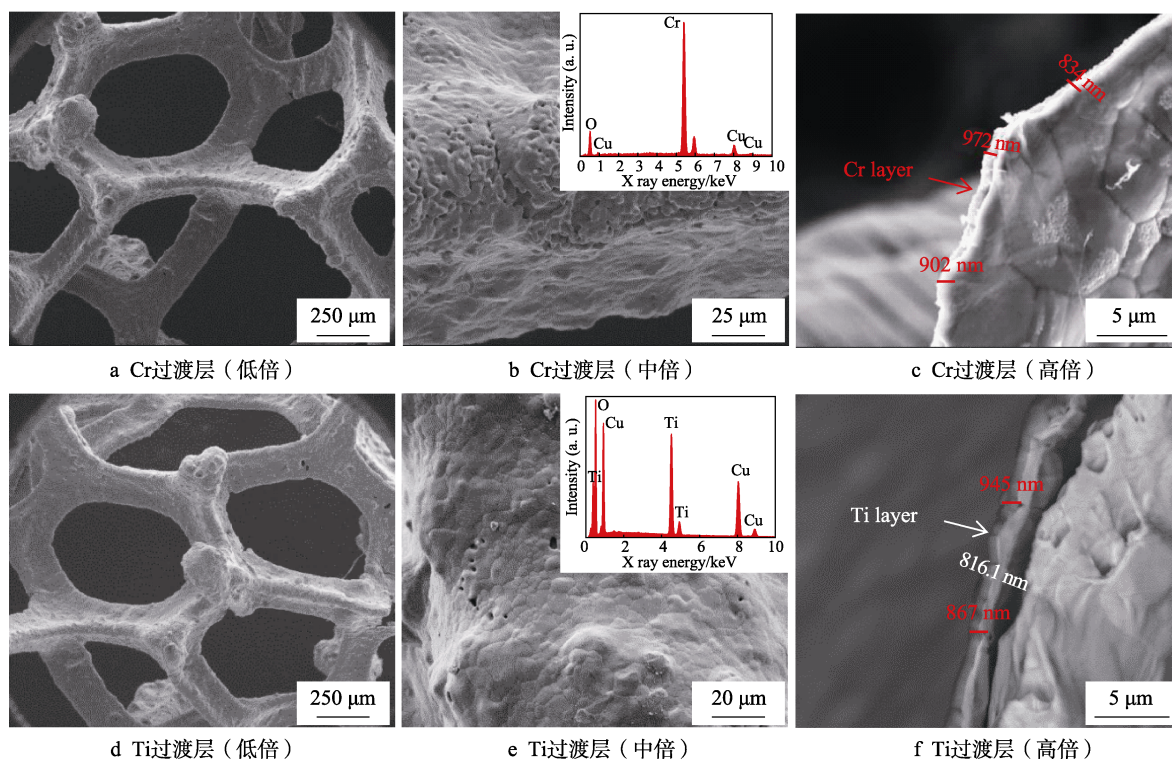 Cr
O
Cu
Cu
Cu
Intensity (a. u.)
0 1 2 3 4 5 6 7 8 9 10
X ray energy/keV
250 μm
25 μm
834 nm
972 nm
Cr layer
902 nm
5 μm
a Cr过渡层（低倍）
b Cr过渡层（中倍）
c Cr过渡层（高倍）
O
Cu
Ti
Ti
Cu
Ti
Cu
Intensity (a. u.)
0 2 4 6 8 10
X ray energy/keV
250 μm
20 μm
945 nm
Ti layer
816.1 nm
867 nm
5 μm
d Ti过渡层（低倍）
e Ti过渡层（中倍）
f Ti过渡层（高倍）